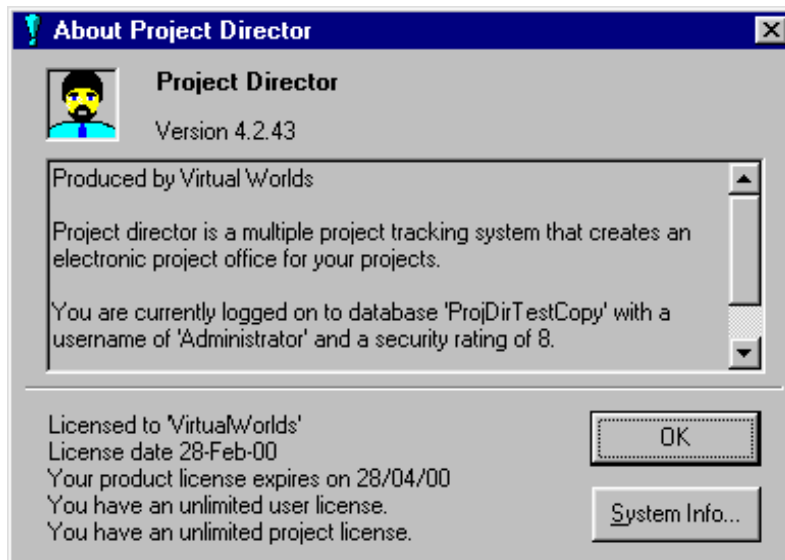 About Project Director
Project Director
Version 4.2.43
Produced by Virtual Worlds
Project director is a multiple project tracking system that creates an
electronic project office for your projects.
You are currently logged on to database 'ProjDirTestCopy' with a
username of 'Administrator' and a security rating of 8.
Licensed to 'VirtualWorlds'
License date 28-Feb-00
Your product license expires on 28/04/00
You have an unlimited user license.
You have an unlimited project license.
OK
System Info...